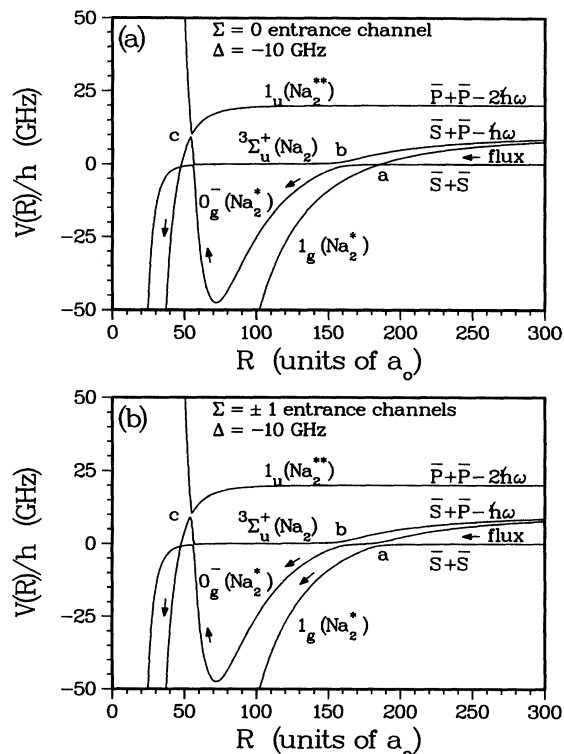 (a)
Σ = 0 entrance channel
Δ = −10 GHz
50
1ᵤ(Na₂**)
25
P̄+P̄−2ħω
c
³Σᵤ⁺(Na₂)
b
S̄+P̄−ħω
flux
0
a
S̄+S̄
0g⁻(Na₂*)
1g(Na₂*)
−25
−50
V(R)/h (GHz)
0 50 100 150 200 250 300
R (units of a₀)
(b)
Σ = ± 1 entrance channels
Δ = −10 GHz
50
1ᵤ(Na₂**)
25
P̄+P̄−2ħω
c
³Σᵤ⁺(Na₂)
b
S̄+P̄−ħω
flux
0
a
S̄+S̄
0g⁻(Na₂*)
1g(Na₂*)
−25
−50
V(R)/h (GHz)
0 50 100 150 200 250 300
R (units of a₀)